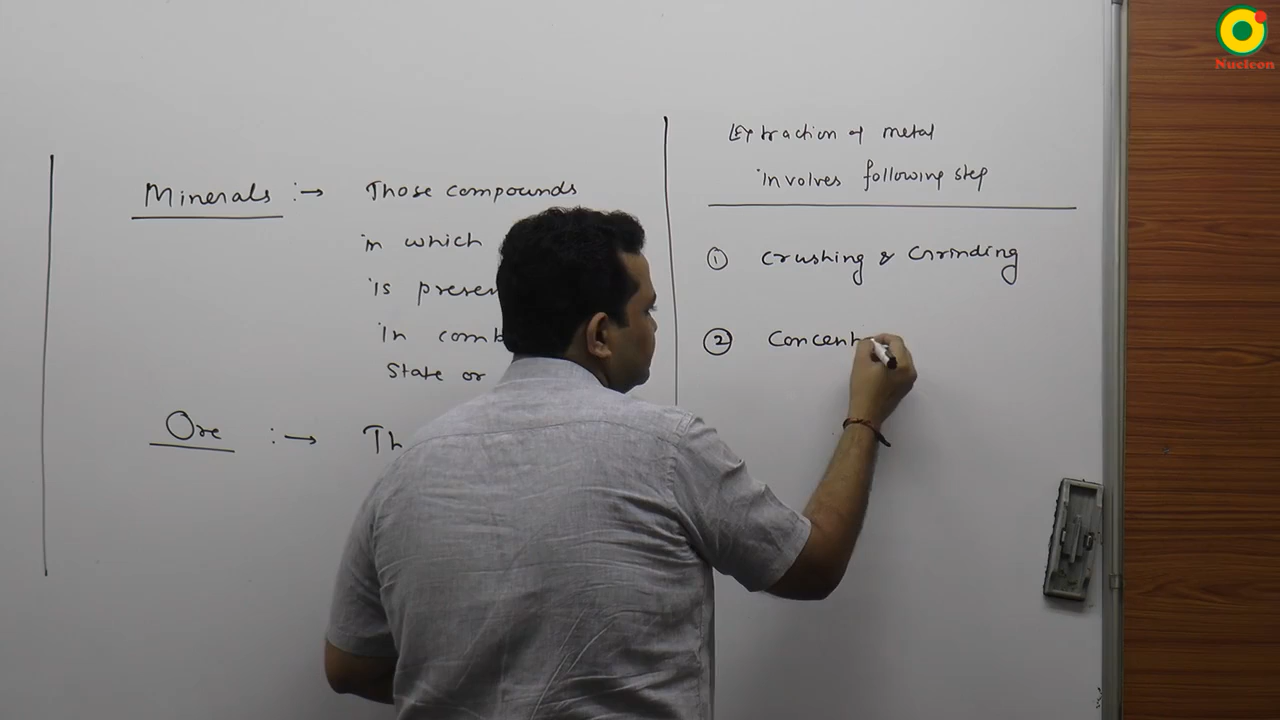 Minerals :→ Those compounds
in which
is presen
In comb
State or
Ore :→ Th
Extraction of metal
involves following step
① Crushing & Grinding
② Concent
Nucleon